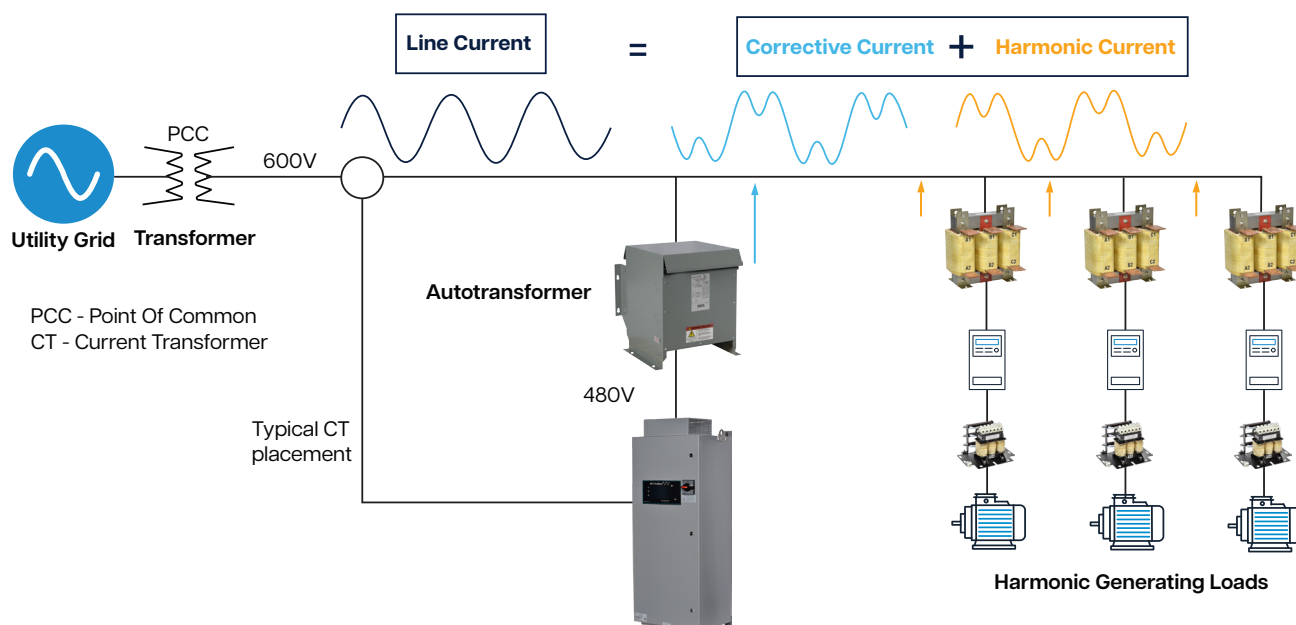 Line Current
=
Corrective Current + Harmonic Current
PCC
600V
Utility Grid
Transformer
Autotransformer
PCC - Point Of Common
CT - Current Transformer
480V
Typical CT
placement
Harmonic Generating Loads